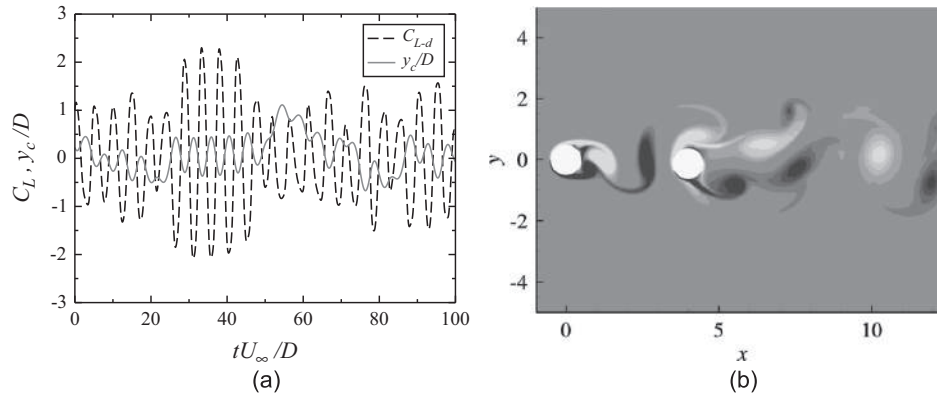 3
2
1
0
-1
-2
-3
C_L , y_c /D
C_{L-d}
y_c/D
0 20 40 60 80 100
tU_∞ /D
(a)
4
2
0
-2
-4
y
0 5 10
x
(b)